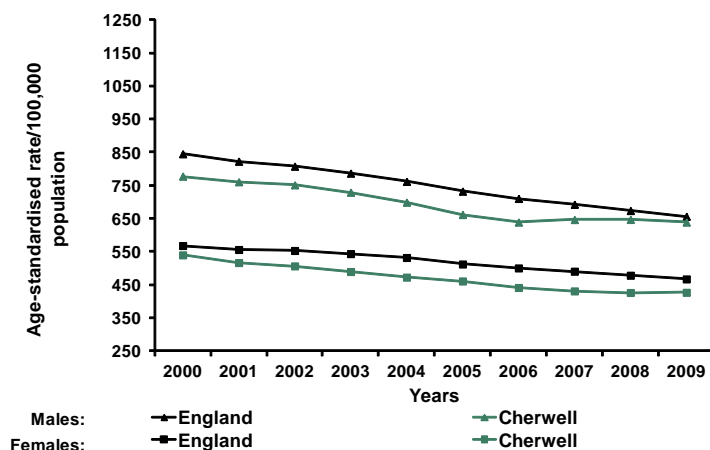 1250
1150
1050
950
850
750
650
550
450
350
250
Age-standardised rate/100,000
population
2000 2001 2002 2003 2004 2005 2006 2007 2008 2009
Years
Males: England Cherwell
Females: England Cherwell